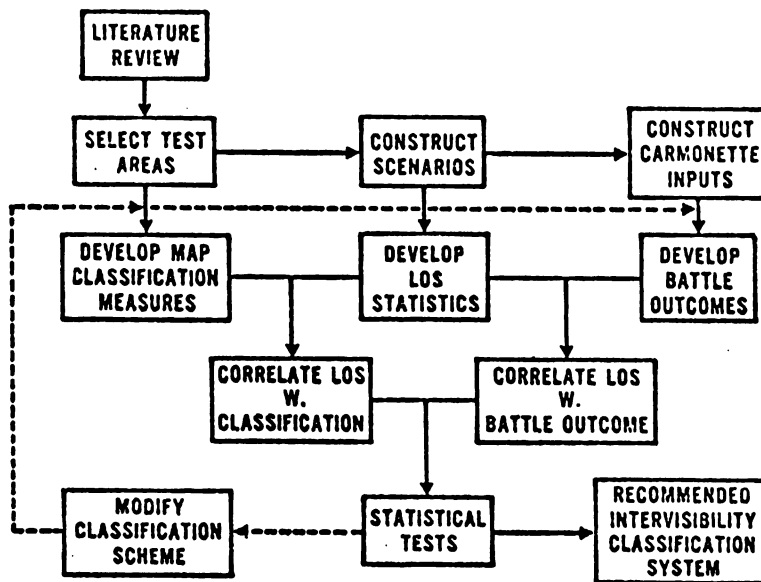 LITERATURE
REVIEW
SELECT TEST
AREAS
CONSTRUCT
SCENARIOS
CONSTRUCT
CARMONETTE
INPUTS
DEVELOP MAP
CLASSIFICATION
MEASURES
DEVELOP
LOS
STATISTICS
DEVELOP
BATTLE
OUTCOMES
CORRELATE LOS
W.
CLASSIFICATION
CORRELATE LOS
W.
BATTLE OUTCOME
MODIFY
CLASSIFICATION
SCHEME
STATISTICAL
TESTS
RECOMMENDED
INTERVISIBILITY
CLASSIFICATION
SYSTEM